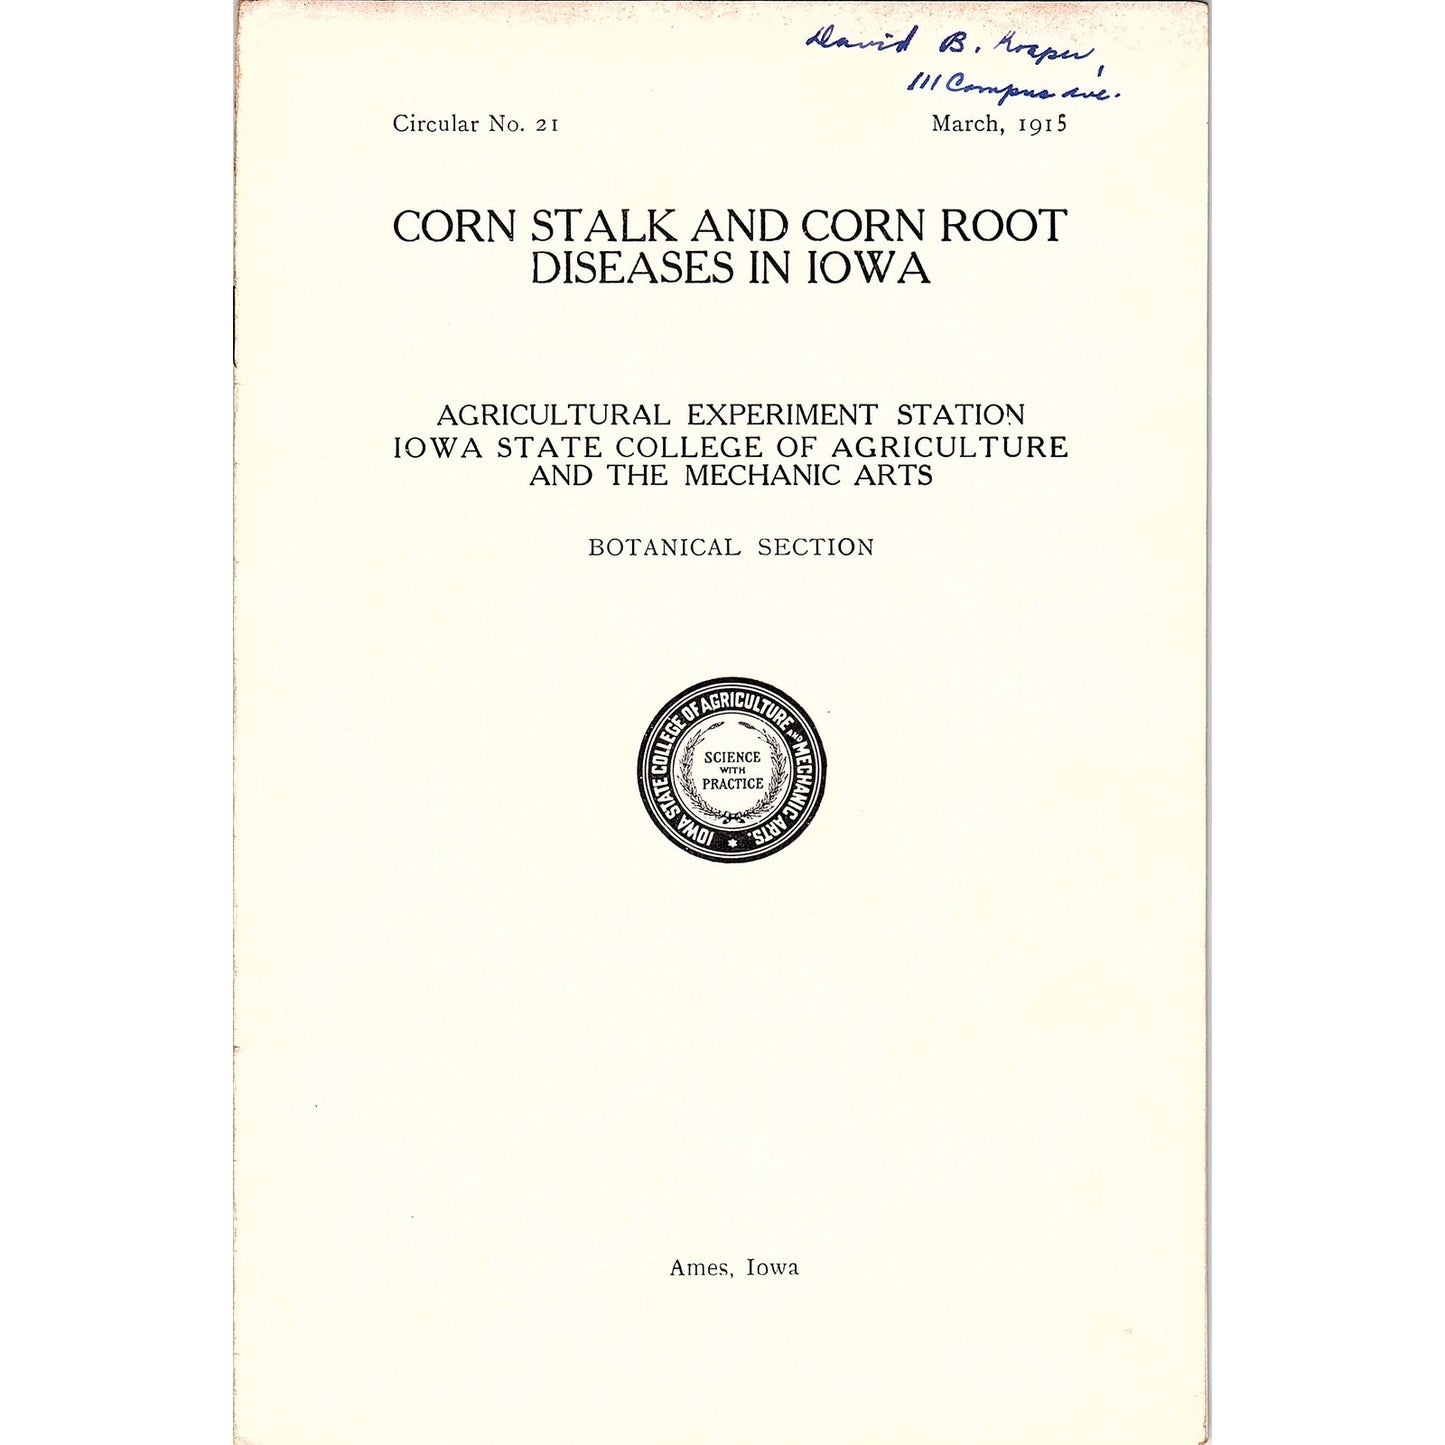 David B.
111 Campus Ave.
Circular No. 21
March, 1915
CORN STALK AND CORN ROOT
DISEASES IN IOWA
AGRICULTURAL EXPERIMENT STATION
IOWA STATE COLLEGE OF AGRICULTURE
AND THE MECHANIC ARTS
BOTANICAL SECTION
IOWA STATE COLLEGE OF AGRICULTURE AND MECHANIC ARTS.
SCIENCE
WITH
PRACTICE
Ames, Iowa